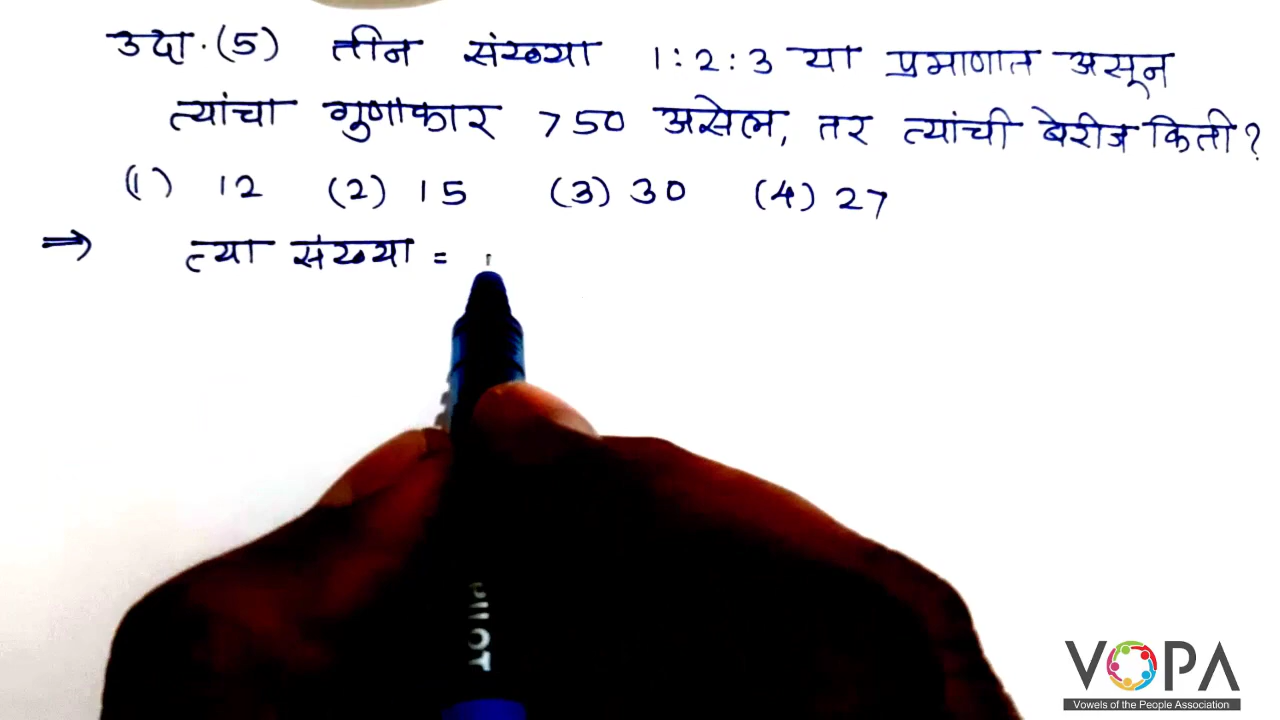 उदा.(5) तीन संख्या 1:2:3 या प्रमाणात असून
त्यांचा गुणाकार 750 असेल, तर त्यांची बेरीज किती?
(1) 12 (2) 15 (3) 30 (4) 27
⇒ त्या संख्या = 1
PILOT
VOPA
Vowels of the People Association